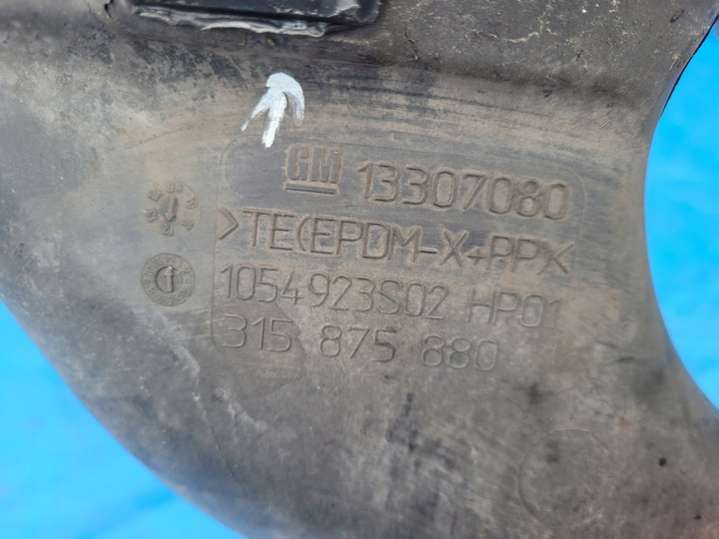 GM 13307080
>TE(EPDM-X+PP)<
1054923S02 HP01
315 875 880